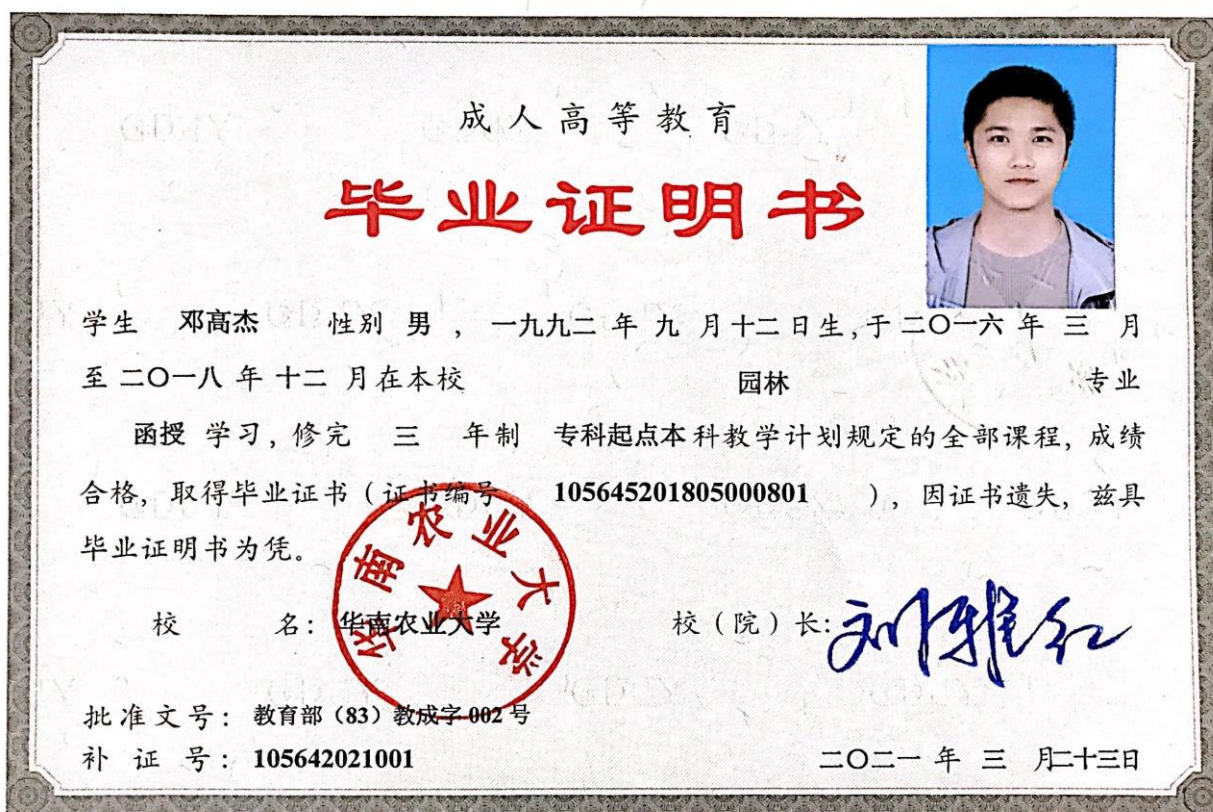 成人高等教育
毕业证明书
学生 邓高杰 性别 男 ， 一九九二 年 九 月十二日生，于二〇一六 年 三 月
至二〇一八 年 十二 月在本校 园林 专业
函授 学习，修完 三 年制 专科起点本科教学计划规定的全部课程，成绩
合格，取得毕业证书（证书编号 105645201805000801 ），因证书遗失，兹具
毕业证明书为凭。
华南农业大学
校 名：华南农业大学 校（院）长：刘雅红
批准文号：教育部（83）教成字 002 号
补 证 号：105642021001 二〇二一 年 三 月二十三日